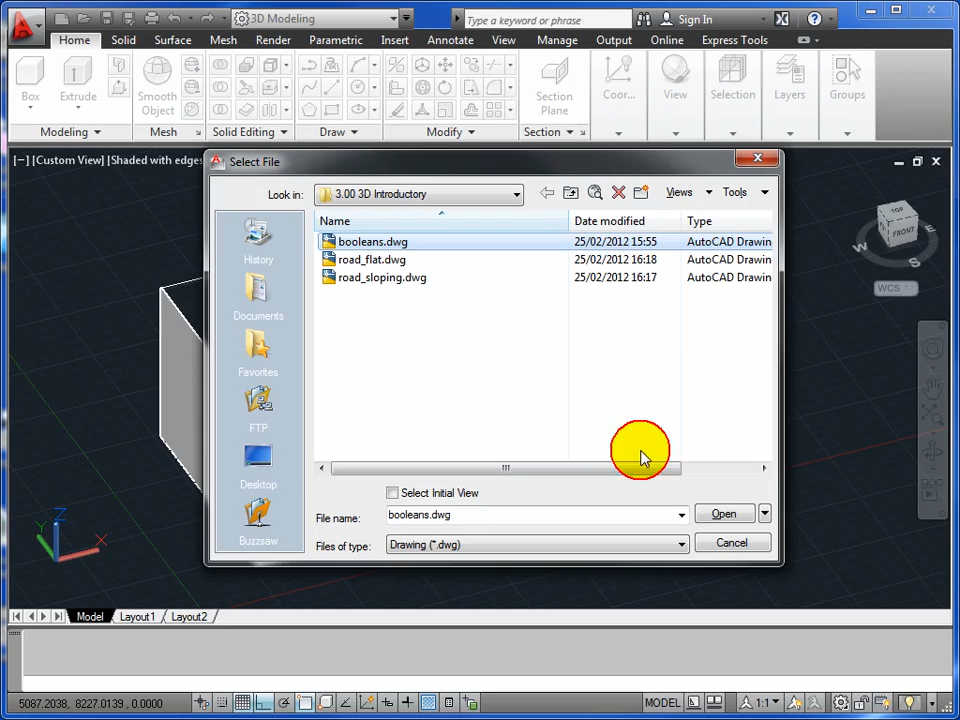 3D Modeling
Type a keyword or phrase
Sign In
Home Solid Surface Mesh Render Parametric Insert Annotate View Manage Output Online Express Tools
Box
Extrude
Smooth
Object
Section
Plane
Coor...
View
Selection
Layers
Groups
Modeling Mesh Solid Editing Draw Modify Section
[−] [Custom View] [Shaded with edges
Select File
Look in: 3.00 3D Introductory Views Tools
Name Date modified Type
booleans.dwg 25/02/2012 15:55 AutoCAD Drawin
road_flat.dwg 25/02/2012 16:18 AutoCAD Drawin
road_sloping.dwg 25/02/2012 16:17 AutoCAD Drawin
History
Documents
Favorites
FTP
Desktop
Buzzsaw
Select Initial View
File name: booleans.dwg Open
Files of type: Drawing (*.dwg) Cancel
TOP
FRONT
W E
S
WCS
Z
Y X
Model Layout1 Layout2
5087.2038, 8227.0139, 0.0000 MODEL 1:1